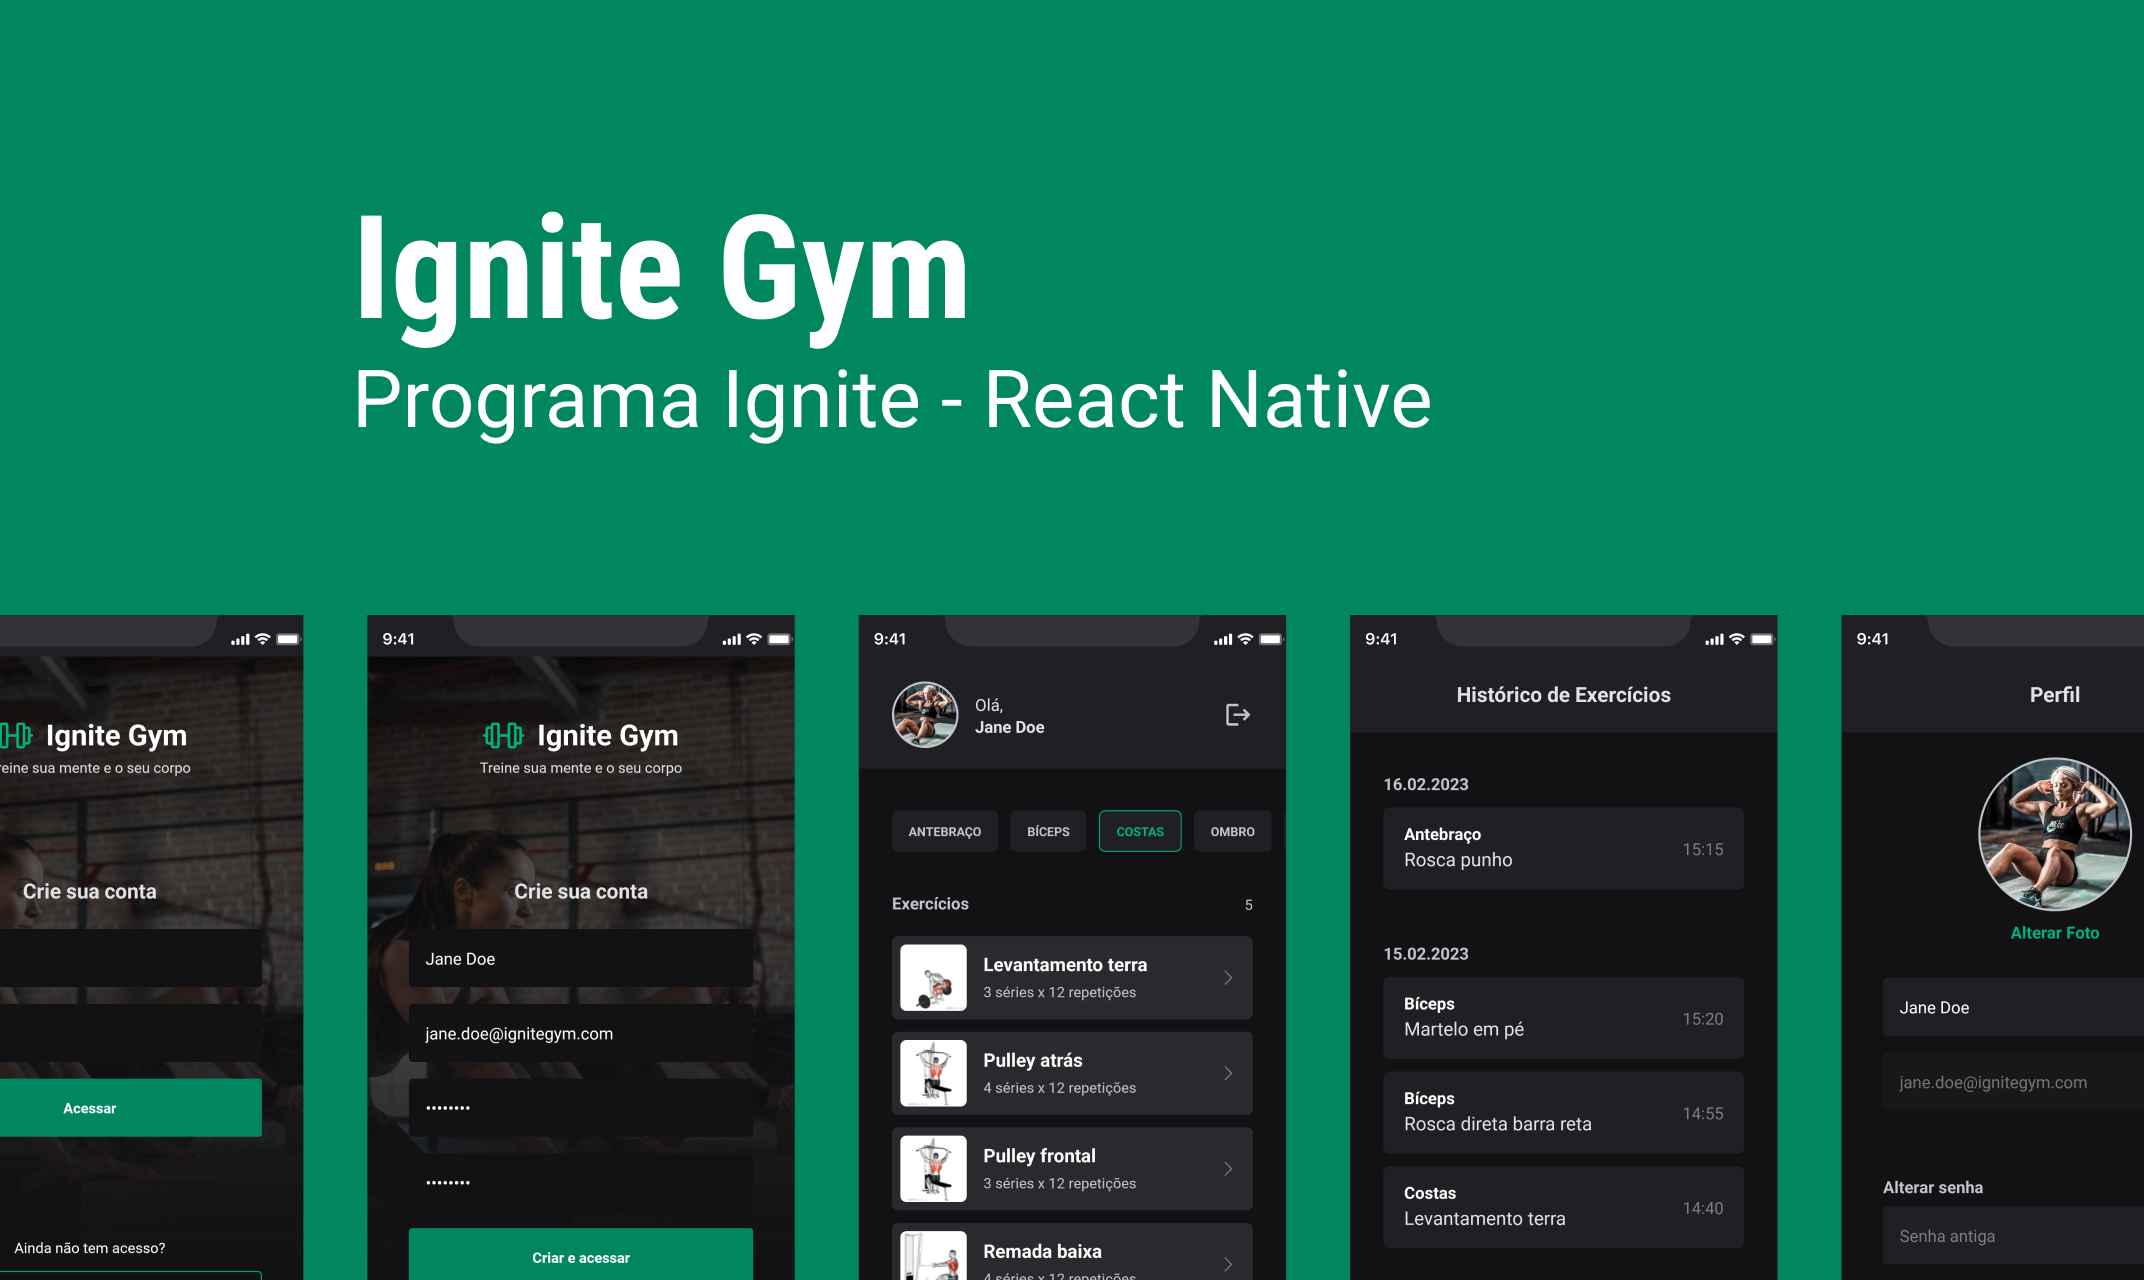 Ignite Gym
Programa Ignite - React Native
Ignite Gym
eine sua mente e o seu corpo
Crie sua conta
Acessar
Ainda não tem acesso?
9:41
Ignite Gym
Treine sua mente e o seu corpo
Crie sua conta
Jane Doe
jane.doe@ignitegym.com
••••••••
••••••••
Criar e acessar
9:41
Olá,
Jane Doe
ANTEBRAÇO BÍCEPS COSTAS OMBRO
Exercícios 5
Levantamento terra
3 séries x 12 repetições
Pulley atrás
4 séries x 12 repetições
Pulley frontal
3 séries x 12 repetições
Remada baixa
4 séries x 12 repetições
9:41
Histórico de Exercícios
16.02.2023
Antebraço
Rosca punho
15:15
15.02.2023
Bíceps
Martelo em pé
15:20
Bíceps
Rosca direta barra reta
14:55
Costas
Levantamento terra
14:40
9:41
Perfil
Alterar Foto
Jane Doe
jane.doe@ignitegym.com
Alterar senha
Senha antiga